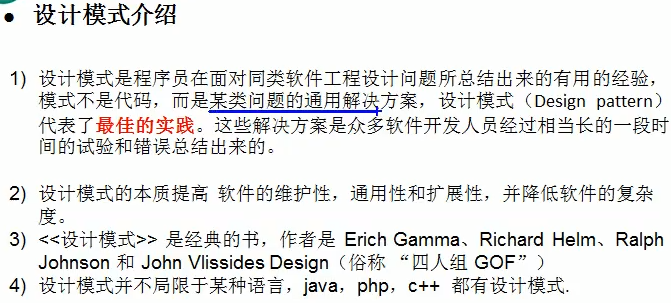 ● 设计模式介绍
1) 设计模式是程序员在面对同类软件工程设计问题所总结出来的有用的经验，
模式不是代码，而是某类问题的通用解决方案，设计模式（Design pattern）
代表了最佳的实践。这些解决方案是众多软件开发人员经过相当长的一段时
间的试验和错误总结出来的。
2) 设计模式的本质提高 软件的维护性，通用性和扩展性，并降低软件的复杂
度。
3) <<设计模式>> 是经典的书，作者是 Erich Gamma、Richard Helm、Ralph
Johnson 和 John Vlissides Design（俗称 “四人组 GOF”）
4) 设计模式并不局限于某种语言，java，php，c++ 都有设计模式.